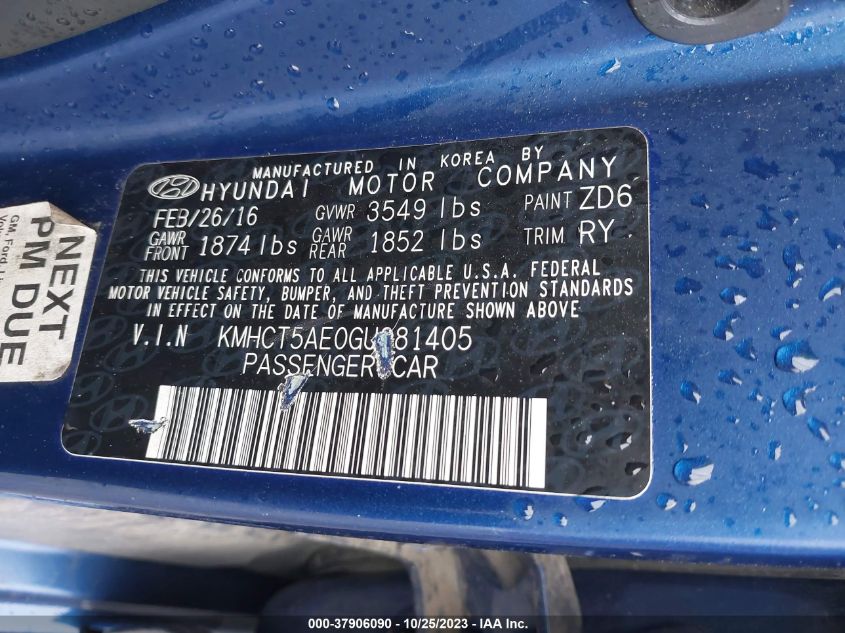 MANUFACTURED IN KOREA BY
HYUNDAI MOTOR COMPANY
FEB/26/16 GVWR 3549 lbs PAINT ZD6
GAWR FRONT 1874 lbs GAWR REAR 1852 lbs TRIM RY
THIS VEHICLE CONFORMS TO ALL APPLICABLE U.S.A. FEDERAL
MOTOR VEHICLE SAFETY, BUMPER, AND THEFT PREVENTION STANDARDS
IN EFFECT ON THE DATE OF MANUFACTURE SHOWN ABOVE
V.I.N
PASSENGER CAR
NEXT
PM DUE
GM, Ford
000-37906090 - 10/25/2023 - IAA Inc.